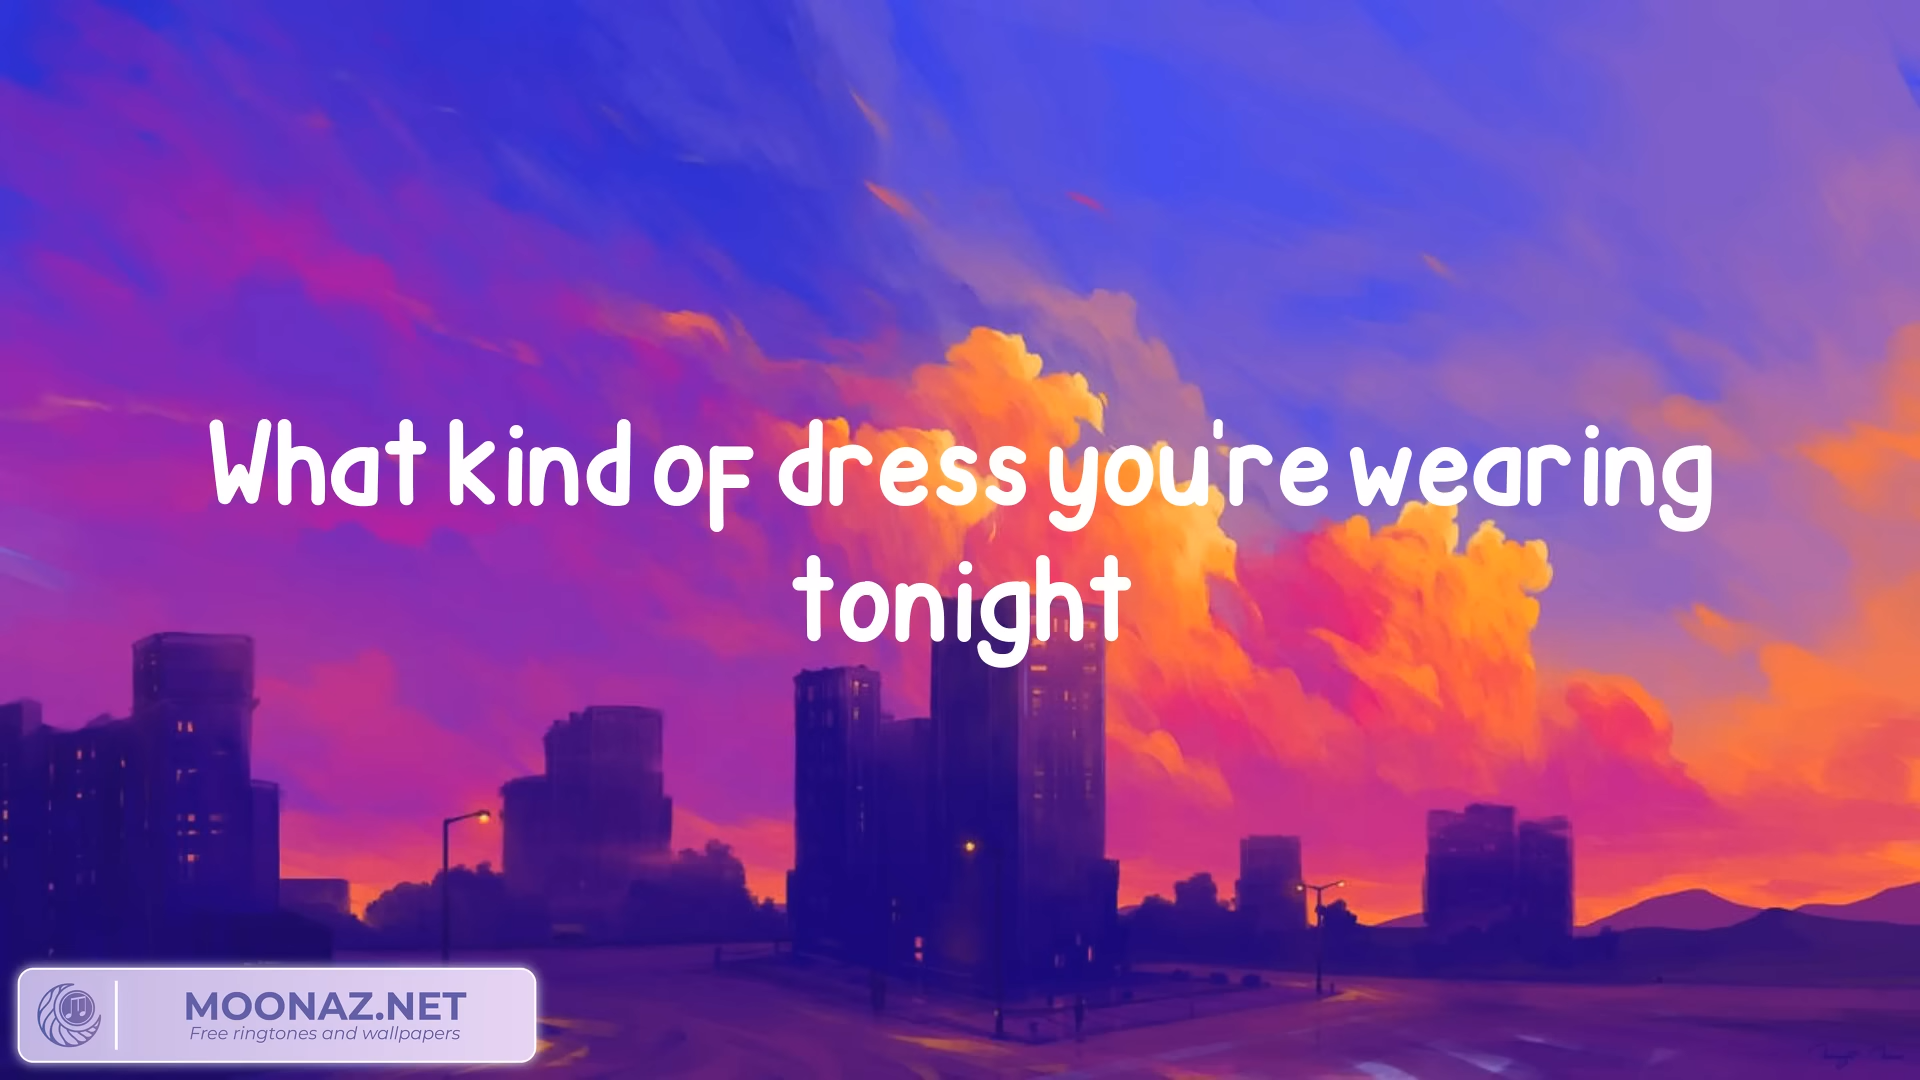 What kind of dress you're wearing
tonight
MOONAZ.NET
Free ringtones and wallpapers